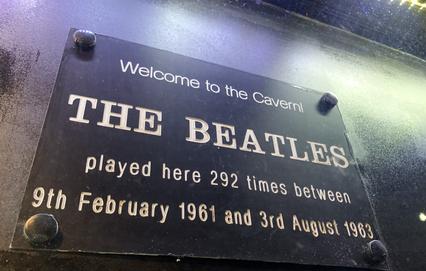 Welcome to the Cavern!
THE BEATLES
played here 292 times between
9th February 1961 and 3rd August 1963